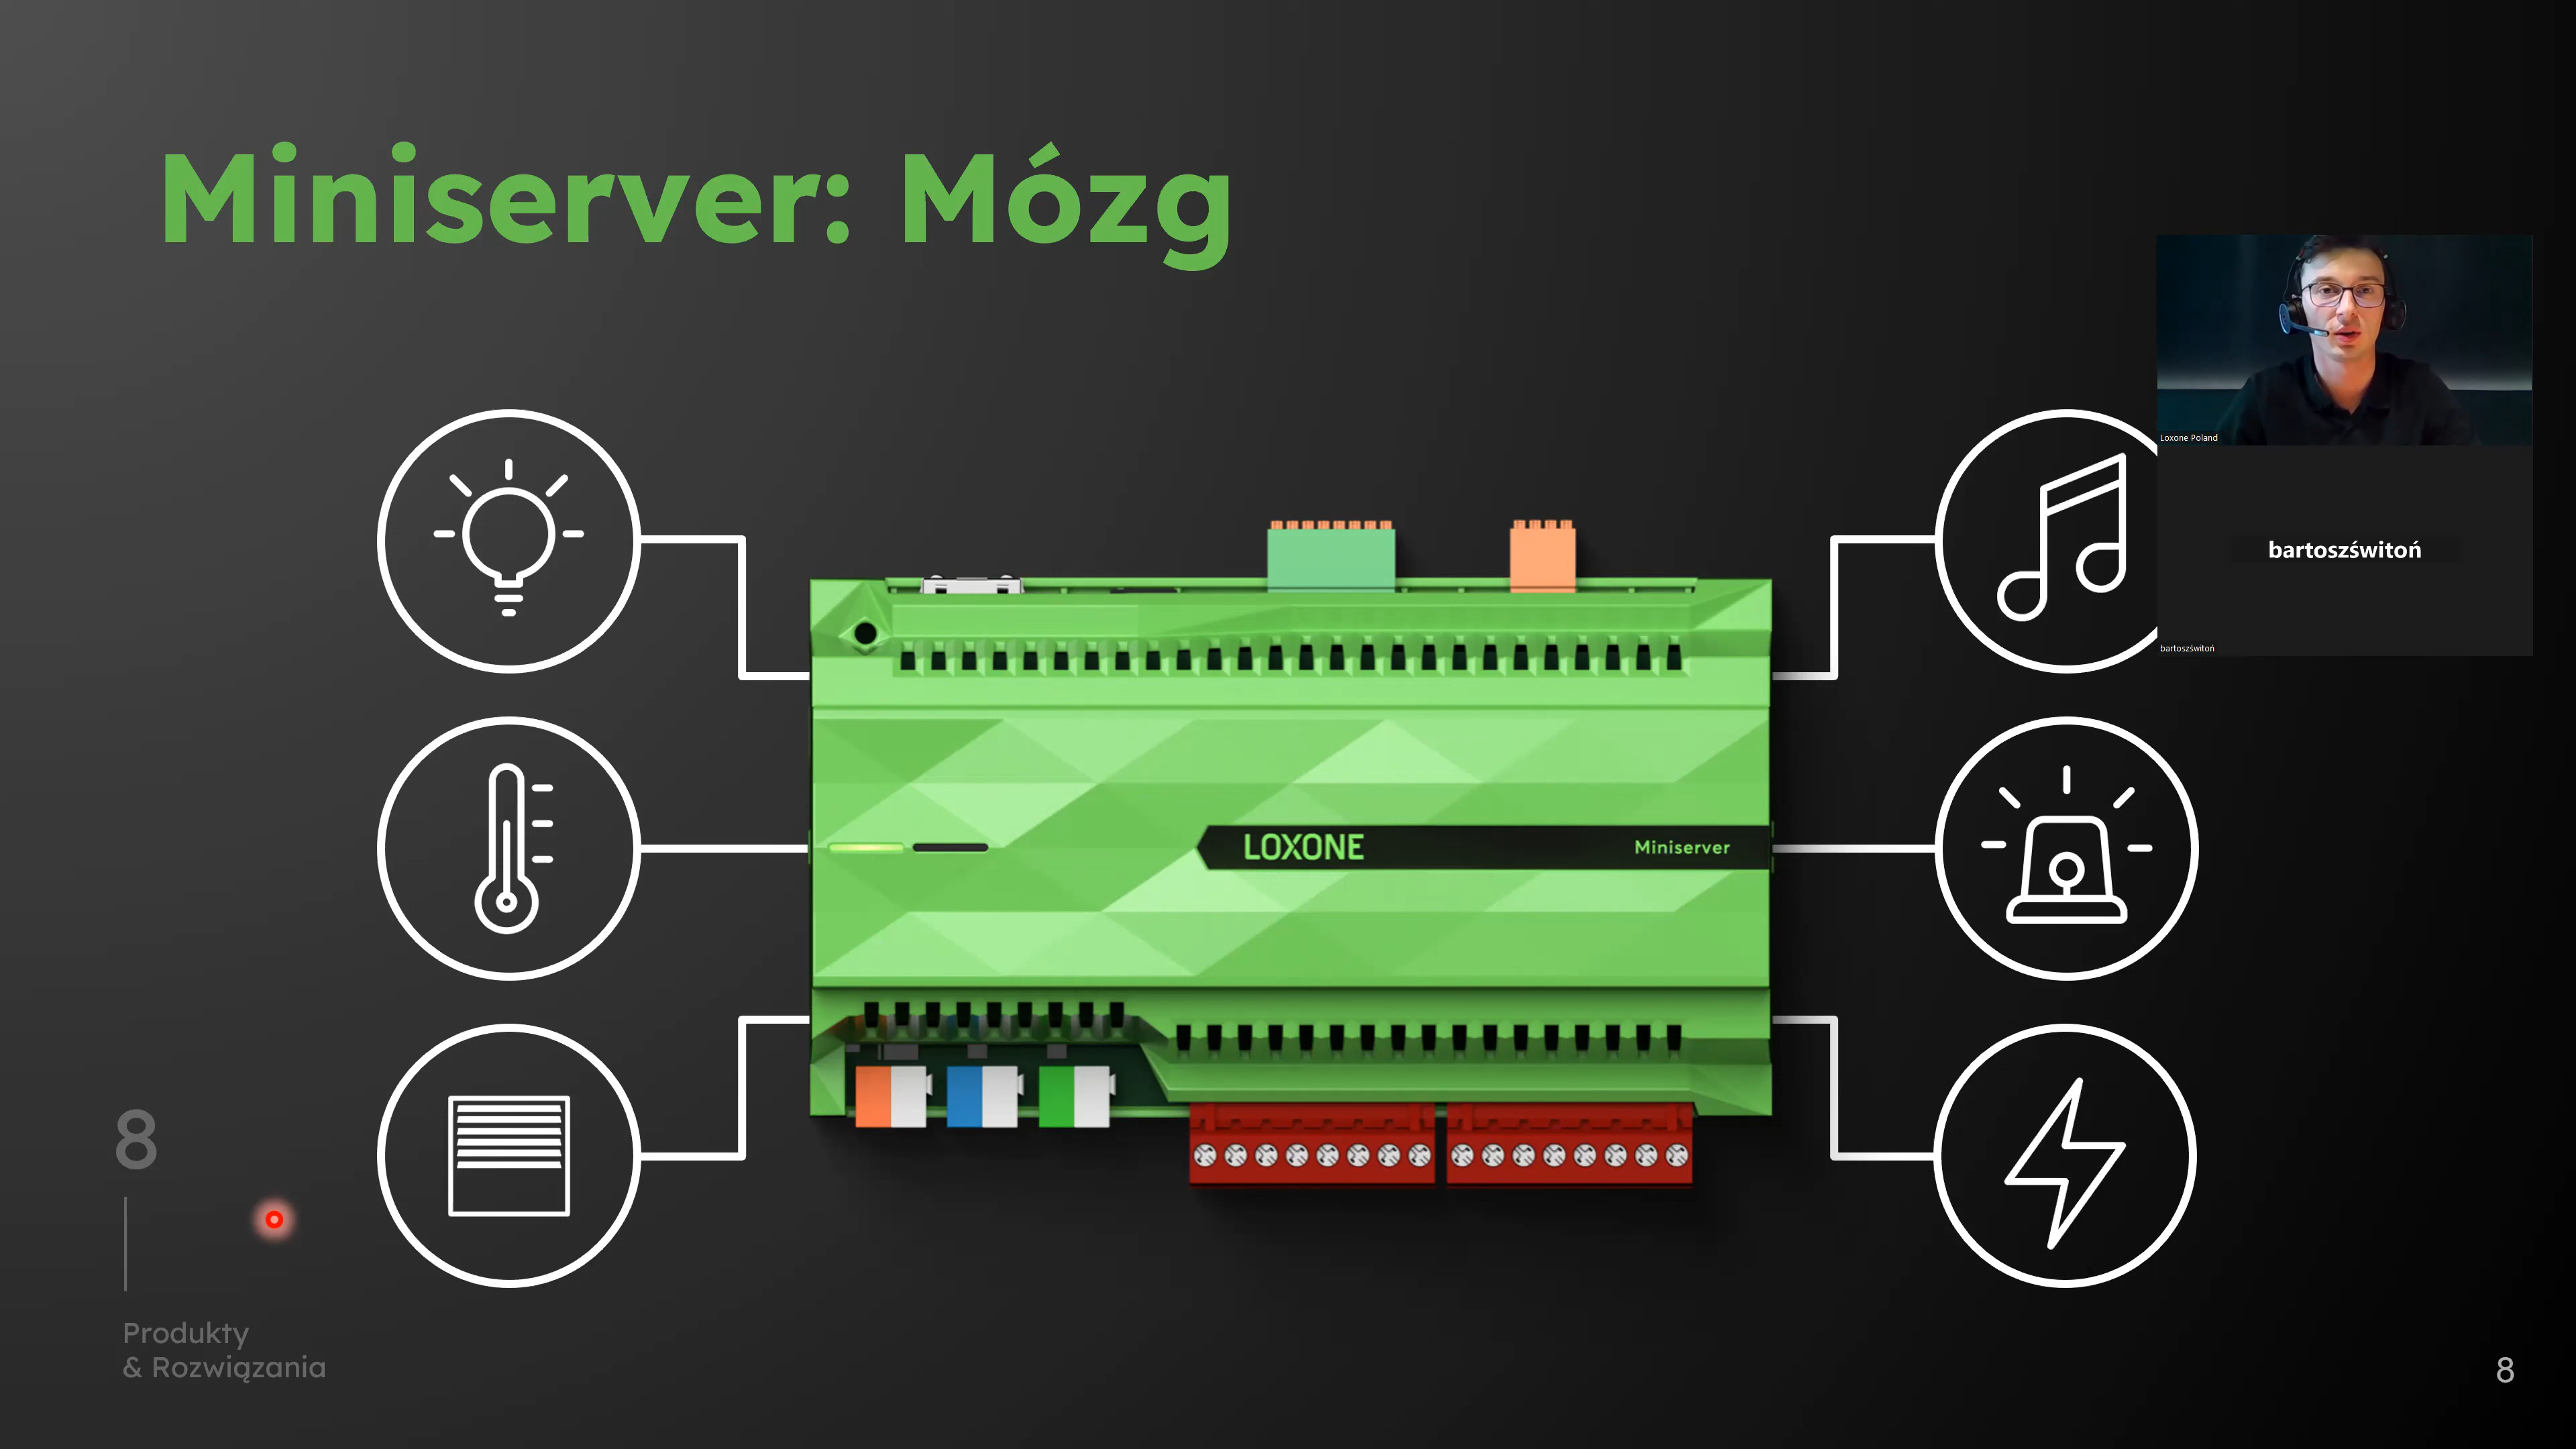 Miniserver: Mózg
Loxone Poland
bartoszświtoń
bartoszświtoń
LOXONE
Miniserver
8
Produkty
& Rozwiązania
8